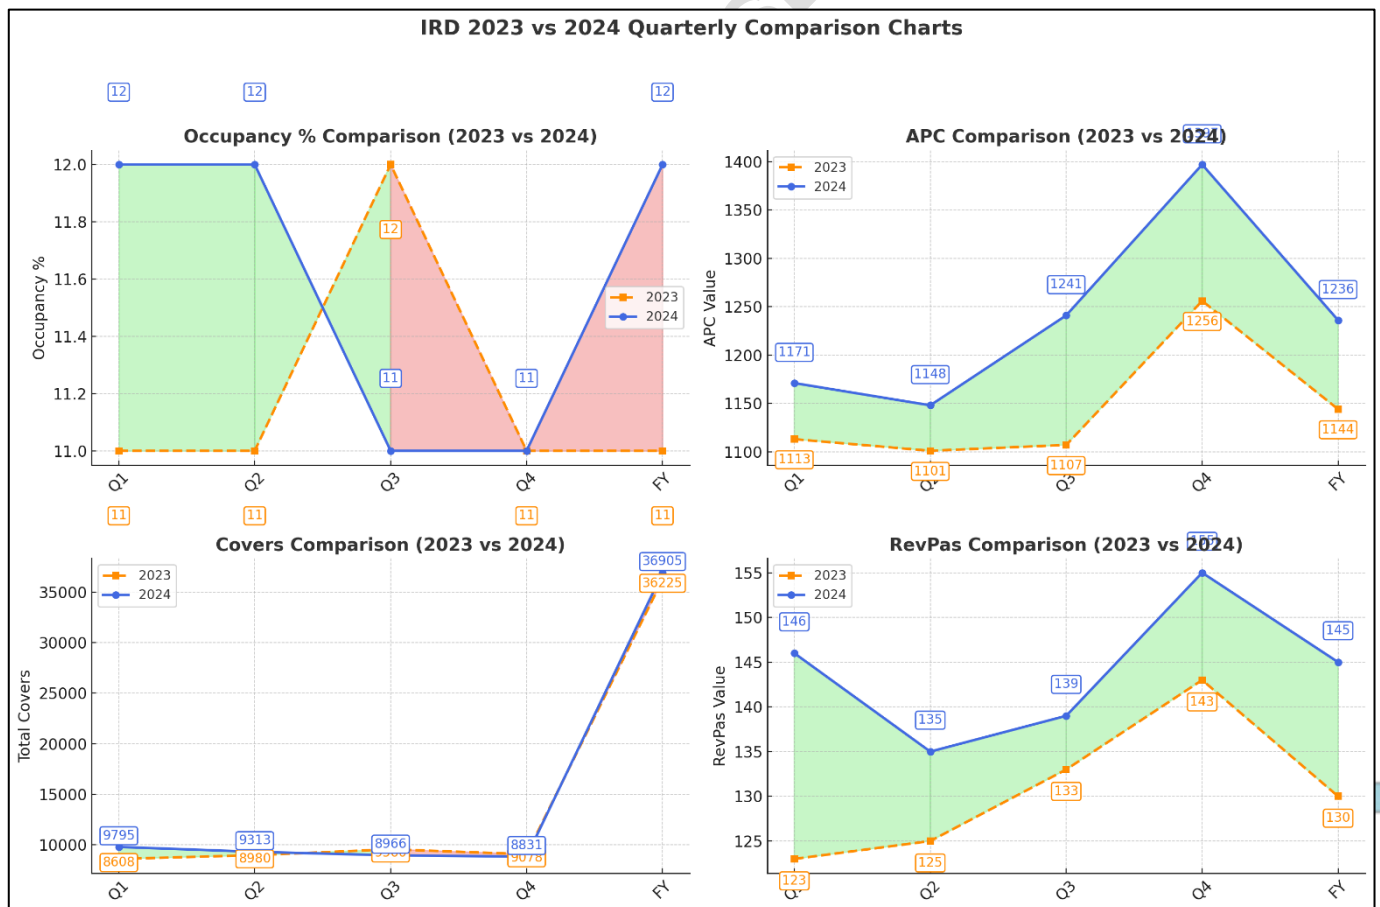 IRD 2023 vs 2024 Quarterly Comparison Charts
12 12 12
Occupancy % Comparison (2023 vs 2024)
12.0
11.8
11.6
11.4
11.2
11.0
Occupancy %
12
11 11
2023
2024
Q1 Q2 Q3 Q4 FY
11 11 11 11
APC Comparison (2023 vs 2024)
1397
1400
1350
1300
1250
1200
1150
1100
APC Value
2023
2024
1171 1148 1241 1236
1113 1101 1107 1256 1144
Q1 Q2 Q3 Q4 FY
Covers Comparison (2023 vs 2024)
35000
30000
25000
20000
15000
10000
Total Covers
2023
2024
9795 9313 8966 8831 36905
8608 8980 9078 36225
Q1 Q2 Q3 Q4 FY
RevPas Comparison (2023 vs 2024)
155
155
150
145
140
135
130
125
RevPas Value
2023
2024
146 135 139 145
123 125 133 143 130
Q2 Q3 Q4 FY